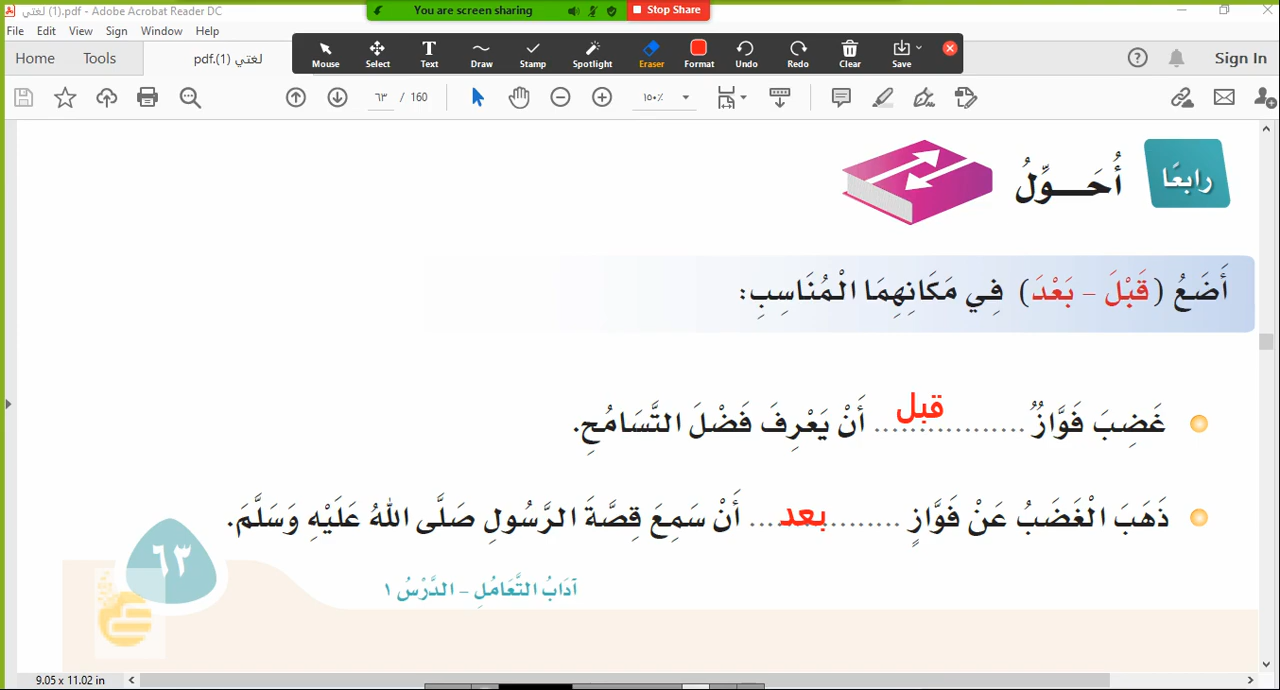 لغتي (1).pdf - Adobe Acrobat Reader DC
You are screen sharing
Stop Share
File Edit View Sign Window Help
Home Tools
لغتي (1).pdf
Mouse Select Text Draw Stamp Spotlight Eraser Format Undo Redo Clear Save
Sign In
٦٣ / 160
١٥٠٪
رابعًا
أُحَـــوِّلُ
أَضَعُ (قَبْلَ – بَعْدَ) فِي مَكَانِهِمَا الْمُنَاسِبِ:
غَضِبَ فَوَّازٌ ................. قبل أَنْ يَعْرِفَ فَضْلَ التَّسَامُحِ.
ذَهَبَ الْغَضَبُ عَنْ فَوَّازٍ ................. بعد أَنْ سَمِعَ قِصَّةَ الرَّسُولِ صَلَّى اللهُ عَلَيْهِ وَسَلَّمَ.
٦٣
آدَابُ التَّعَامُلِ – الدَّرْسُ ١
9.05 x 11.02 in